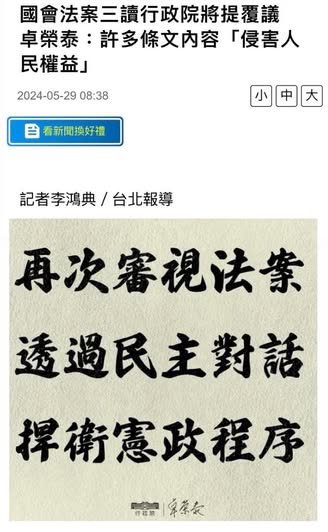 國會法案三讀行政院將提覆議
卓榮泰：許多條文內容「侵害人
民權益」
2024-05-29 08:38
小 中 大
看新聞換好禮
記者李鴻典／台北報導
再次審視法案
透過民主對話
捍衛憲政程序
行政院 卓榮泰